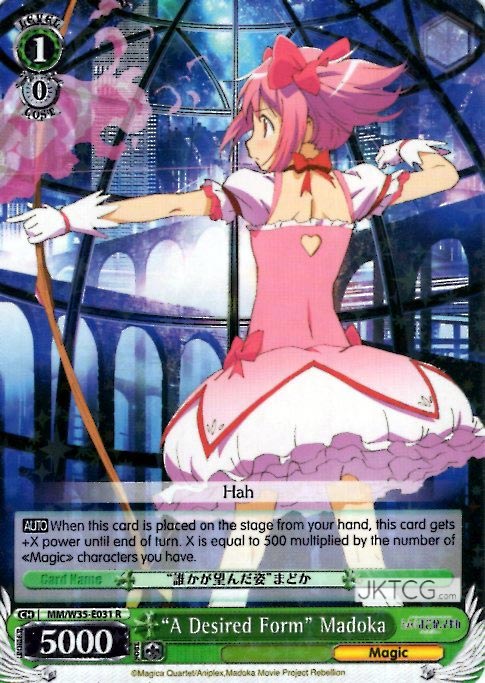 LEVEL
1
0
COST
Hah
AUTO When this card is placed on the stage from your hand, this card gets
+X power until end of turn. X is equal to 500 multiplied by the number of
«Magic» characters you have.
Card Name
"誰かが望んだ姿"まどか
JKTCG.com
CH
MM/W35-E031 R
5000
POWER
SOUL
"A Desired Form" Madoka
Magic
©Magica Quartet/Aniplex,Madoka Movie Project Rebellion